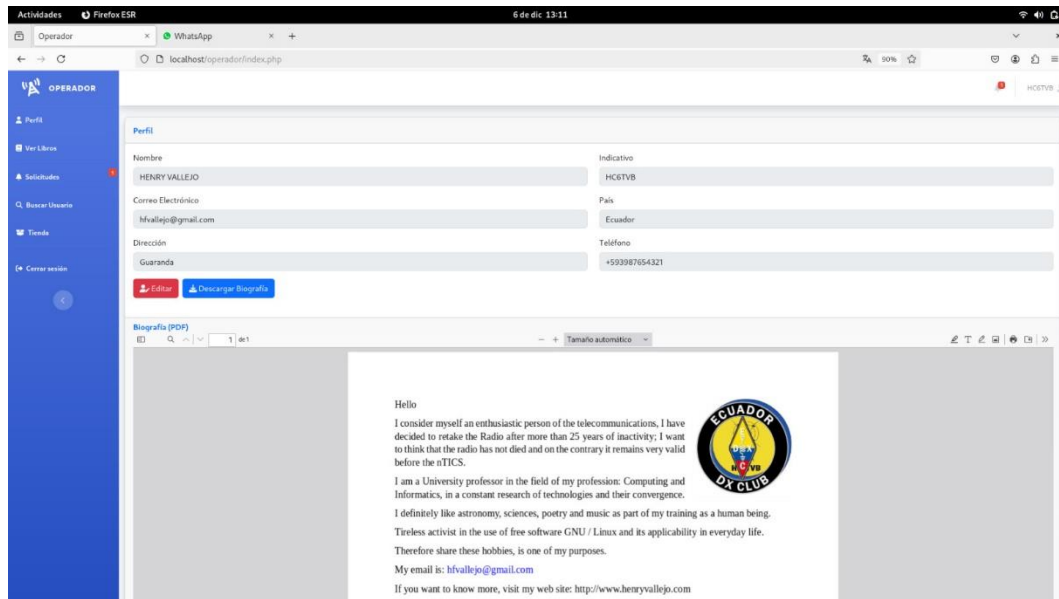 Actividades Firefox ESR 6 de dic 13:11
Operador × WhatsApp × +
localhost/operador/index.php 90%
OPERADOR
HC6TVB
Perfil
Ver Libros
Solicitudes
Buscar Usuario
Tienda
Cerrar sesión
Perfil
Nombre Indicativo
HENRY VALLEJO HC6TVB
Correo Electrónico País
hfvallejo@gmail.com Ecuador
Dirección Teléfono
Guaranda +593987654321
Editar Descargar Biografía
Biografía (PDF)
1 de 1 − + Tamaño automático
Hello
I consider myself an enthusiastic person of the telecommunications, I have
decided to retake the Radio after more than 25 years of inactivity; I want
to think that the radio has not died and on the contrary it remains very valid
before the nTICS.
I am a University professor in the field of my profession: Computing and
Informatics, in a constant research of technologies and their convergence.
ECUADOR
DX CLUB
I definitely like astronomy, sciences, poetry and music as part of my training as a human being.
Tireless activist in the use of free software GNU / Linux and its applicability in everyday life.
Therefore share these hobbies, is one of my purposes.
My email is: hfvallejo@gmail.com
If you want to know more, visit my web site: http://www.henryvallejo.com